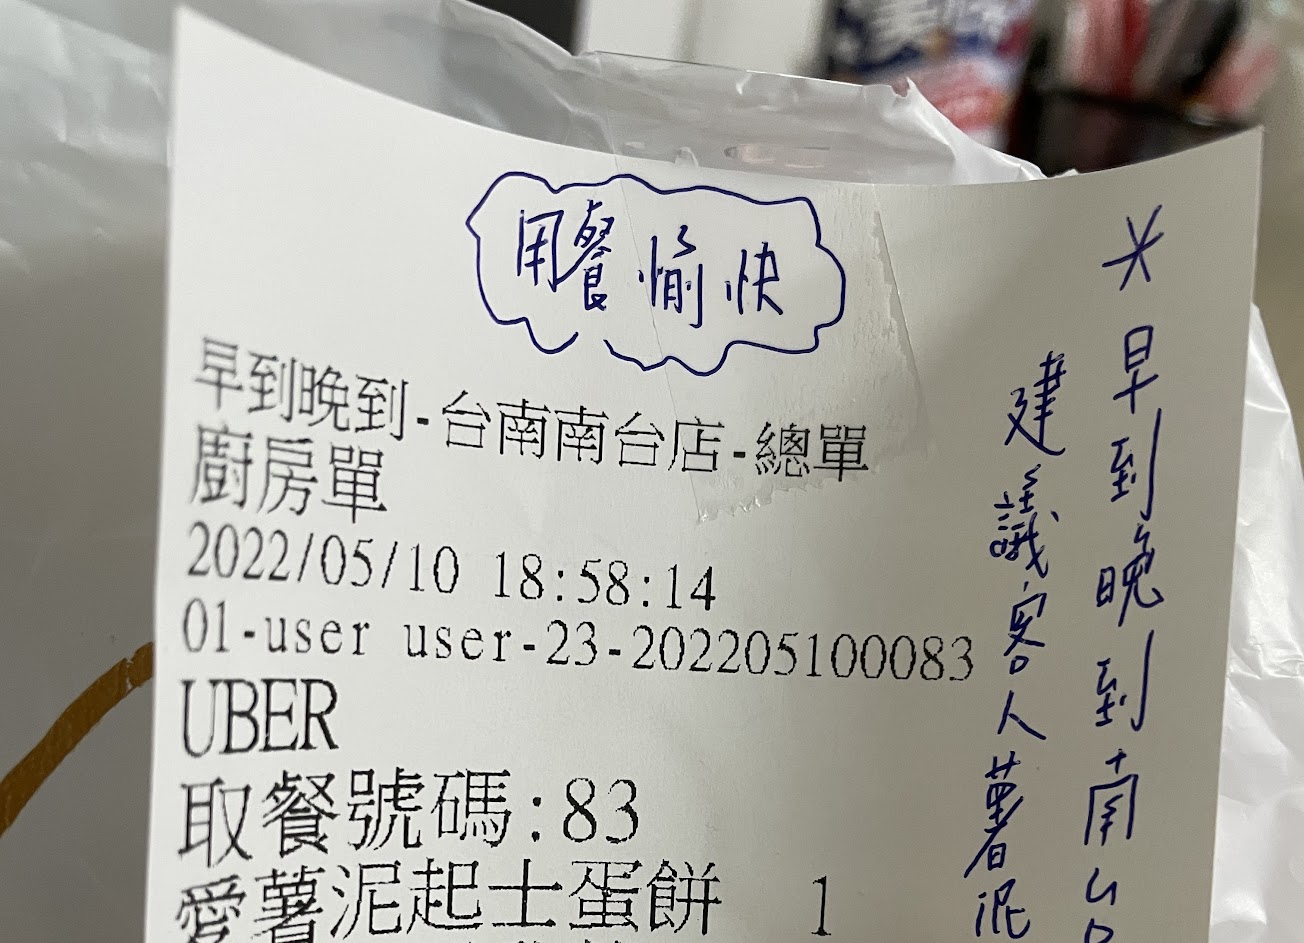 用餐愉快
早到晚到-台南南台店-總單
廚房單
2022/05/10 18:58:14
01-user user-23-202205100083
UBER
取餐號碼:83
愛薯泥起士蛋餅 1
※早到晚到南台
建議客人薯泥